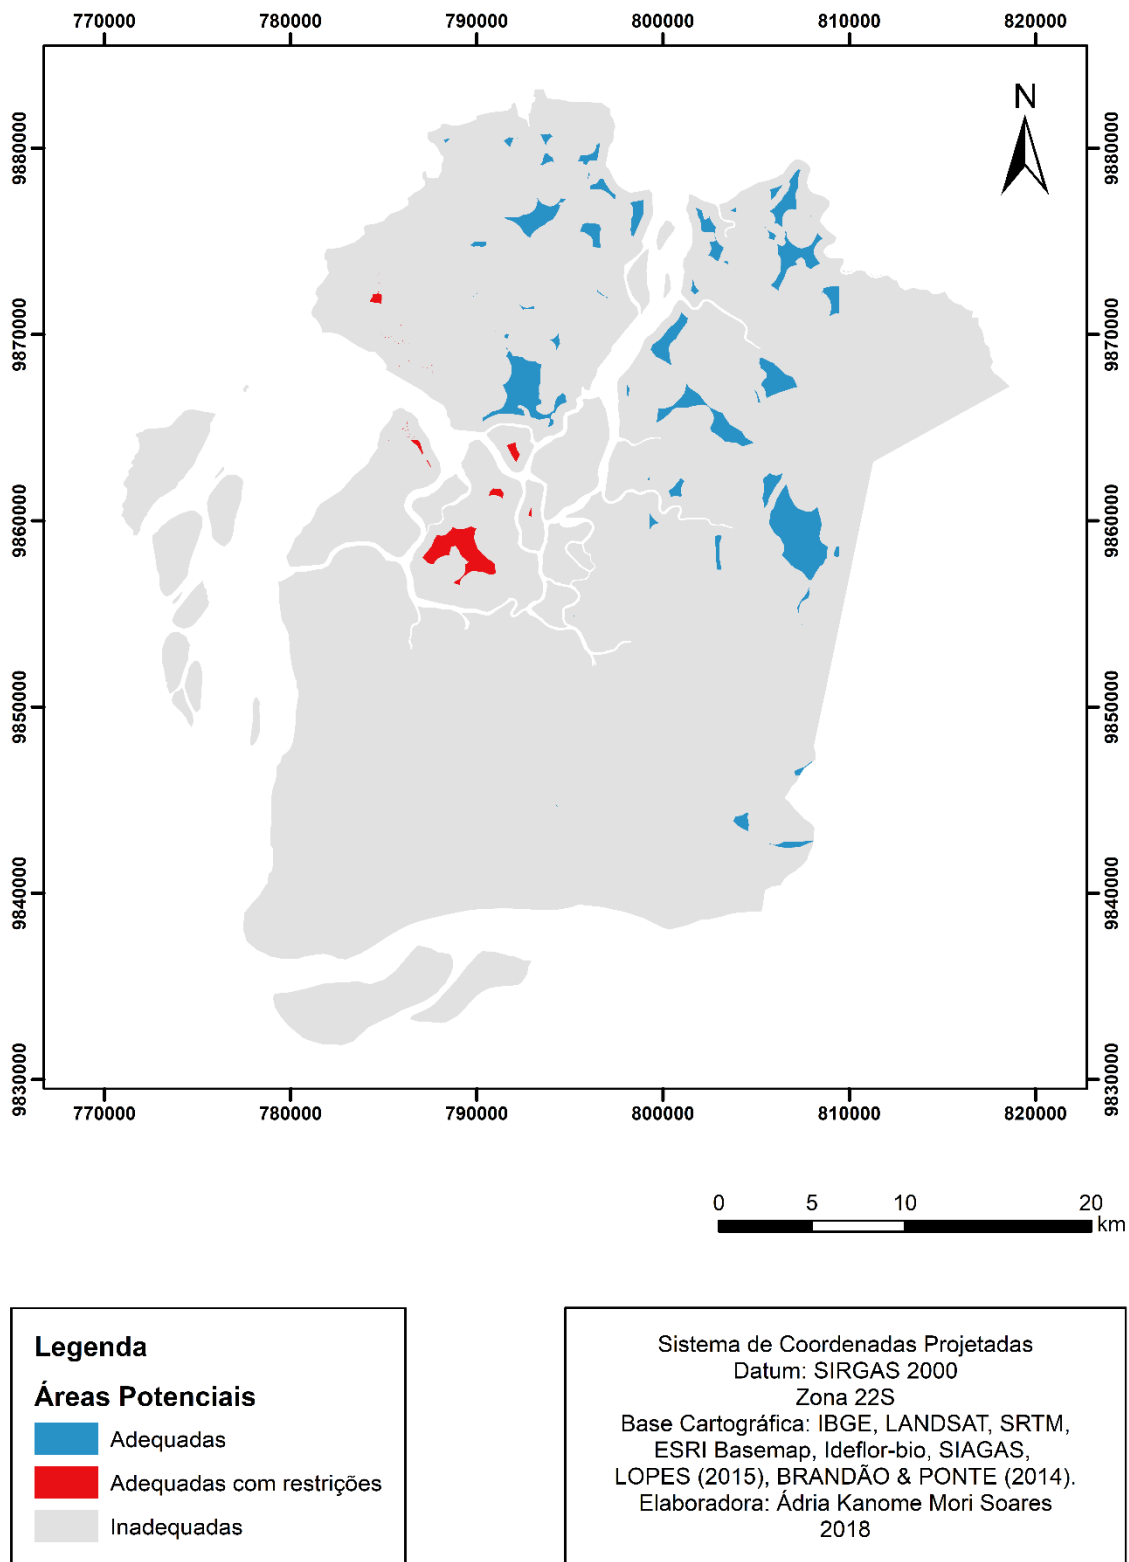 770000 780000 790000 800000 810000 820000
N
9880000 9880000
9870000 9870000
9860000 9860000
9850000 9850000
9840000 9840000
9830000 9830000
770000 780000 790000 800000 810000 820000
0 5 10 20
km
Legenda
Áreas Potenciais
Adequadas
Adequadas com restrições
Inadequadas
Sistema de Coordenadas Projetadas
Datum: SIRGAS 2000
Zona 22S
Base Cartográfica: IBGE, LANDSAT, SRTM,
ESRI Basemap, Ideflor-bio, SIAGAS,
LOPES (2015), BRANDÃO & PONTE (2014).
Elaboradora: Ádria Kanome Mori Soares
2018